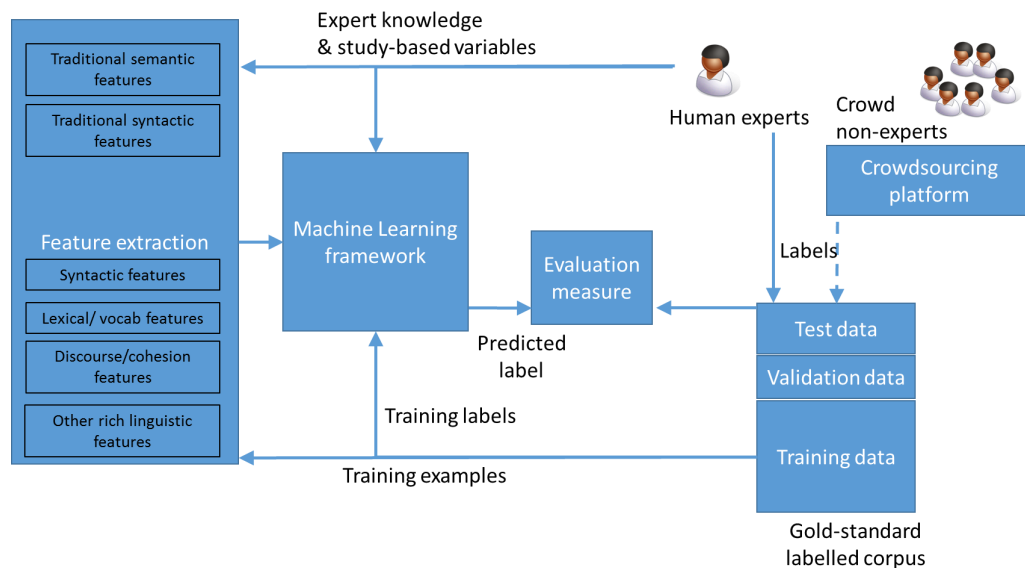 Expert knowledge
& study-based variables
Traditional semantic
features
Traditional syntactic
features
Feature extraction
Syntactic features
Lexical/ vocab features
Discourse/cohesion
features
Other rich linguistic
features
Machine Learning
framework
Evaluation
measure
Predicted
label
Training labels
Training examples
Human experts
Crowd
non-experts
Crowdsourcing
platform
Labels
Test data
Validation data
Training data
Gold-standard
labelled corpus